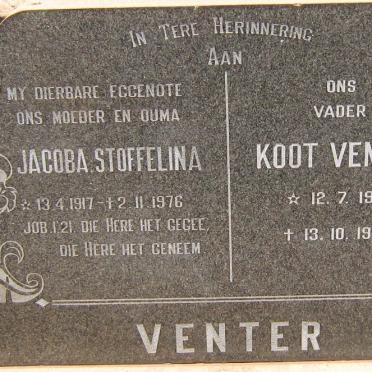 In Tere Herinnering
Aan
MY DIERBARE EGGENOTE
ONS MOEDER EN OUMA
JACOBA.STOFFELINA
☆ 13.4.1917 – † 2.11.1976
JOB.1:21. DIE HERE HET GEGEE,
DIE HERE HET GENEEM
ONS
VADER
KOOT VEN
☆ 12. 7. 19
† 13. 10. 19
VENTER